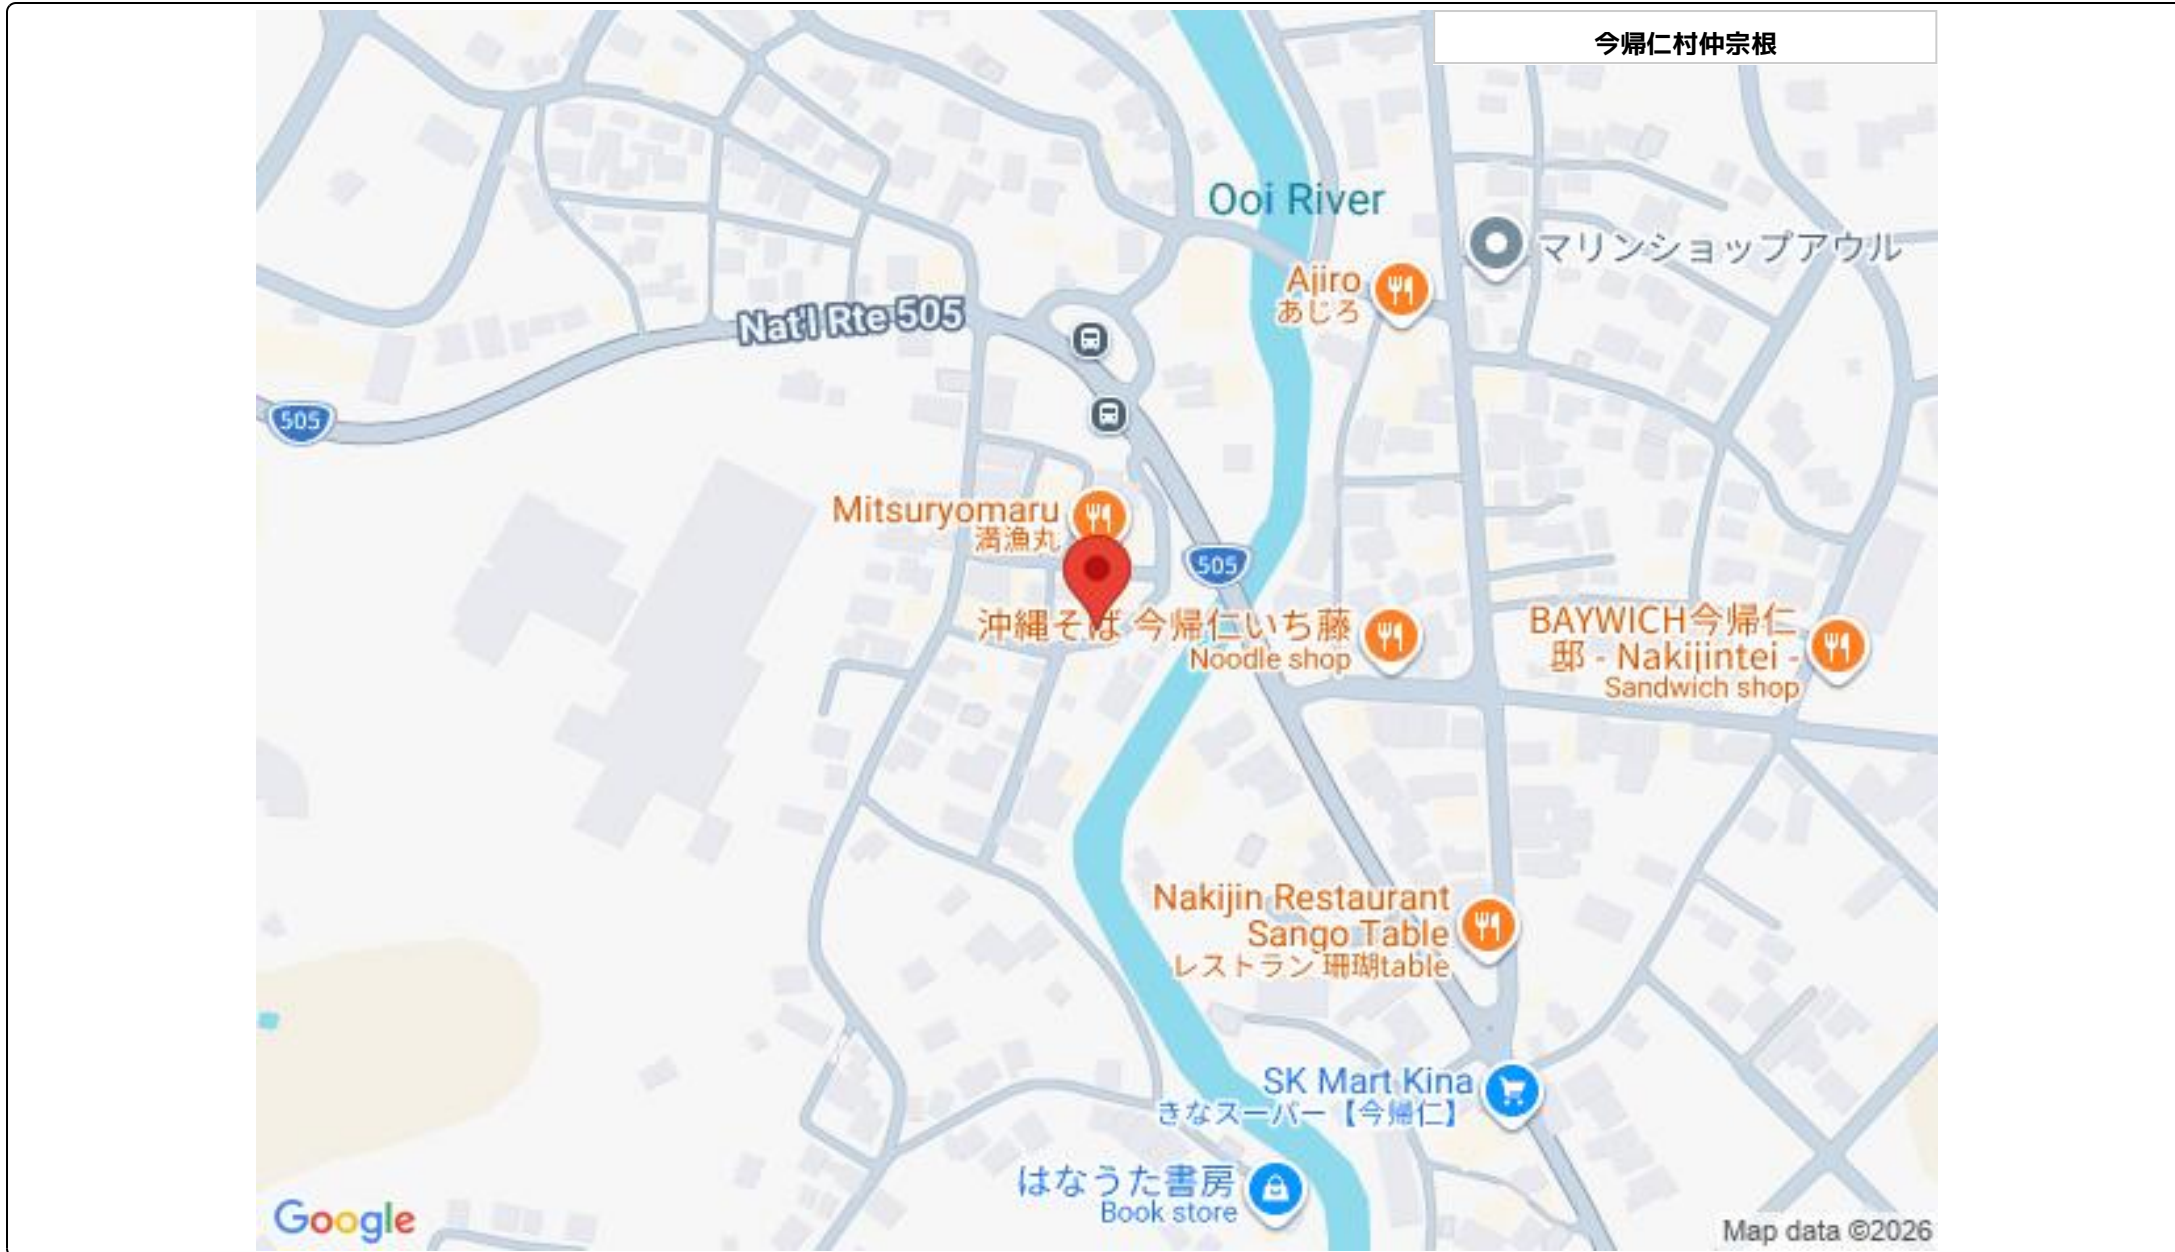 今帰仁村仲宗根
Ooi River
マリンショップアウル
Ajiro
あじろ
Nat'l Rte 505
505
Mitsuryomaru
満漁丸
505
沖縄そば 今帰仁いち藤
Noodle shop
BAYWICH今帰仁
邸 - Nakijintei -
Sandwich shop
Nakijin Restaurant
Sango Table
レストラン 珊瑚table
SK Mart Kina
きなスーパー【今帰仁】
はなうた書房
Book store
Google
Map data ©2026